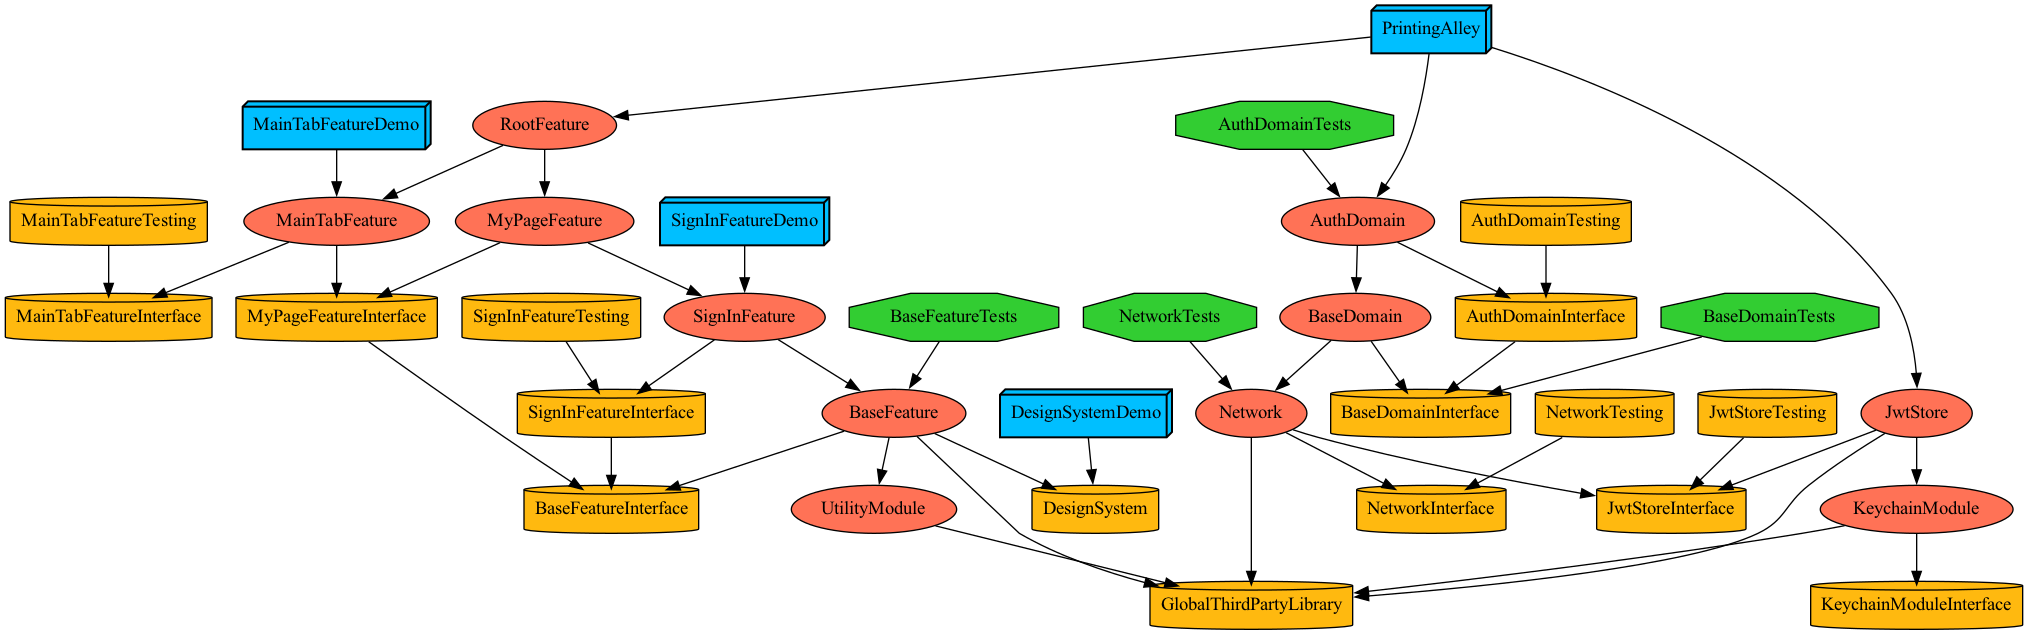 PrintingAlley
MainTabFeatureDemo
RootFeature
AuthDomainTests
MainTabFeatureTesting
MainTabFeature
MyPageFeature
SignInFeatureDemo
AuthDomain
AuthDomainTesting
MainTabFeatureInterface
MyPageFeatureInterface
SignInFeatureTesting
SignInFeature
BaseFeatureTests
NetworkTests
BaseDomain
AuthDomainInterface
BaseDomainTests
SignInFeatureInterface
BaseFeature
DesignSystemDemo
Network
BaseDomainInterface
NetworkTesting
JwtStoreTesting
JwtStore
BaseFeatureInterface
UtilityModule
DesignSystem
NetworkInterface
JwtStoreInterface
KeychainModule
GlobalThirdPartyLibrary
KeychainModuleInterface